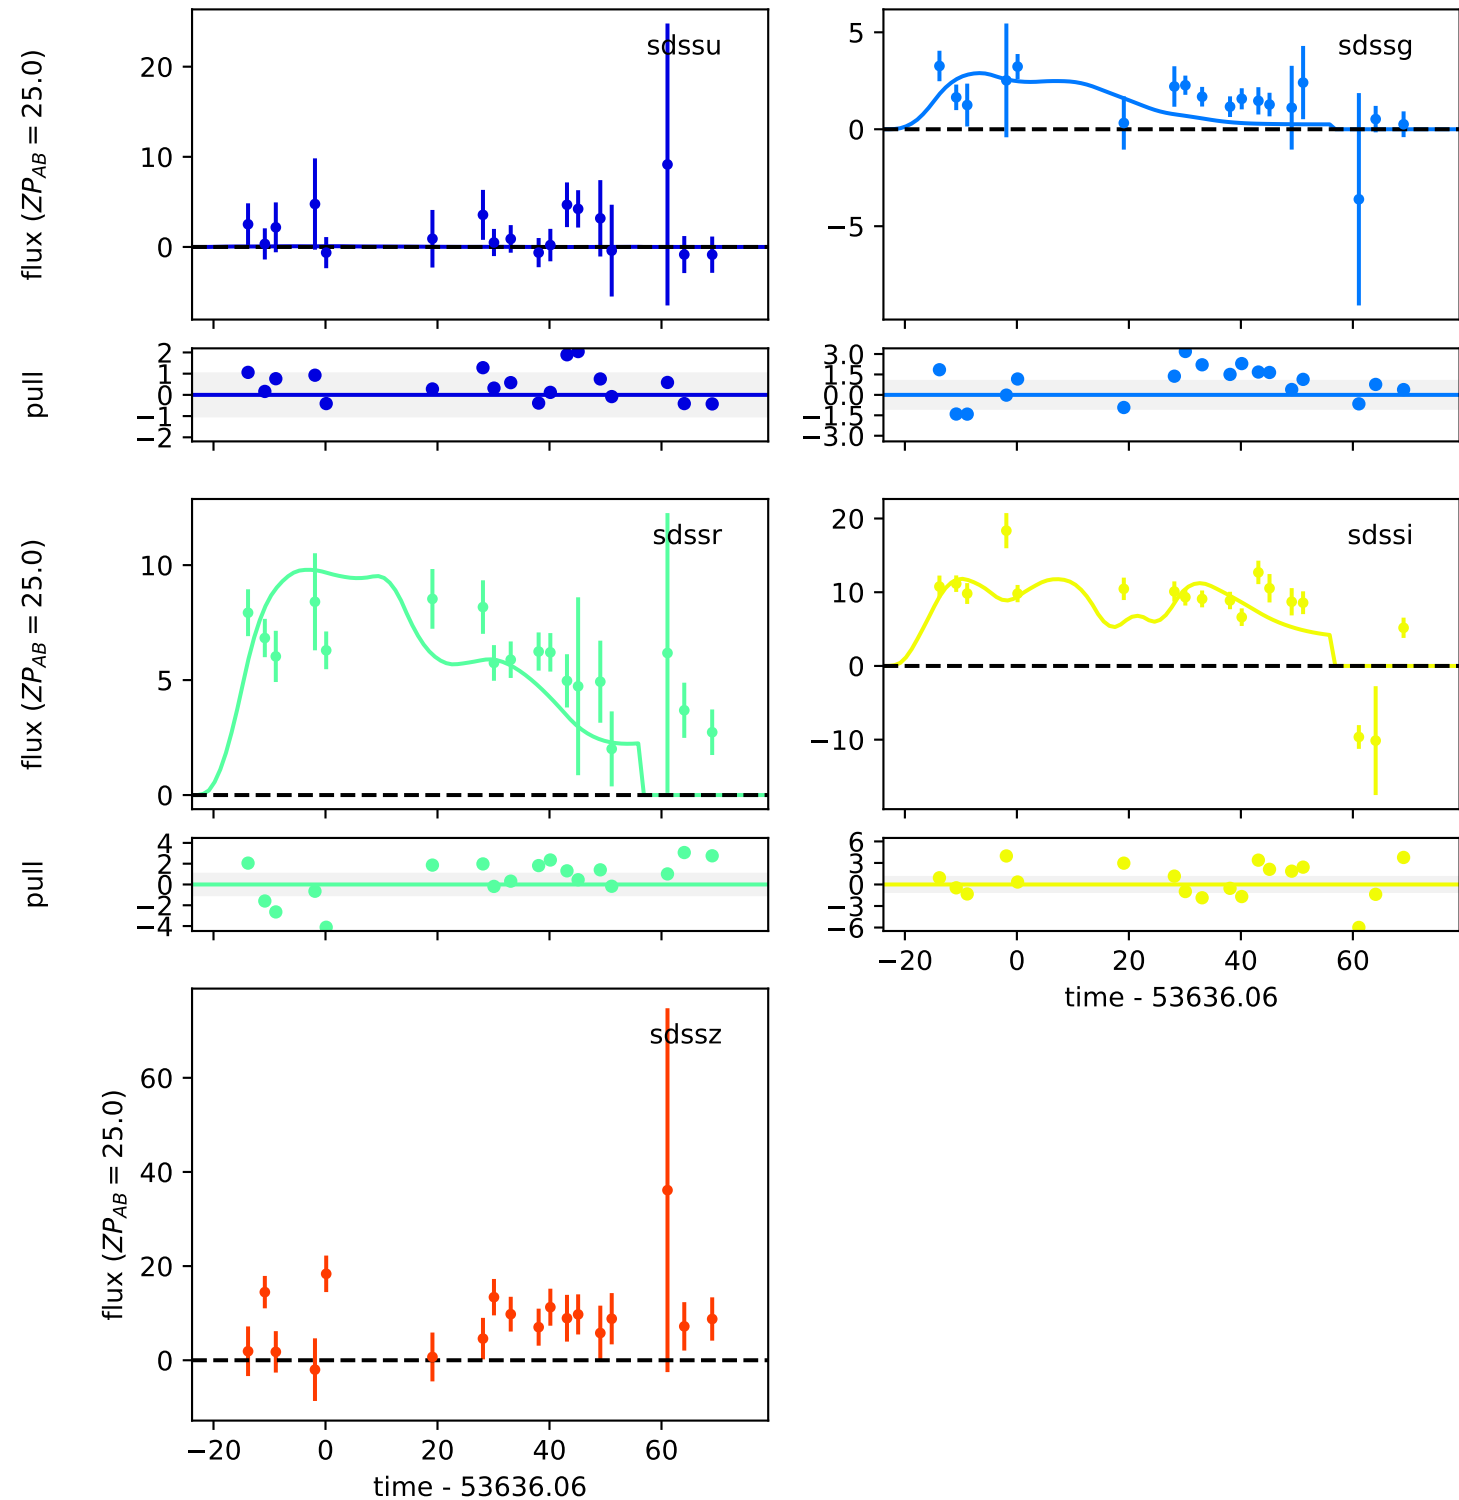 sdssu
flux (ZP_AB = 25.0)
20
10
0
sdssg
5
0
−5
pull
2
1
0
−1
−2
3.0
1.5
0.0
−1.5
−3.0
sdssr
flux (ZP_AB = 25.0)
10
5
0
sdssi
20
10
0
−10
pull
4
2
0
−2
−4
6
3
0
−3
−6
−20 0 20 40 60
time - 53636.06
sdssz
flux (ZP_AB = 25.0)
60
40
20
0
−20 0 20 40 60
time - 53636.06